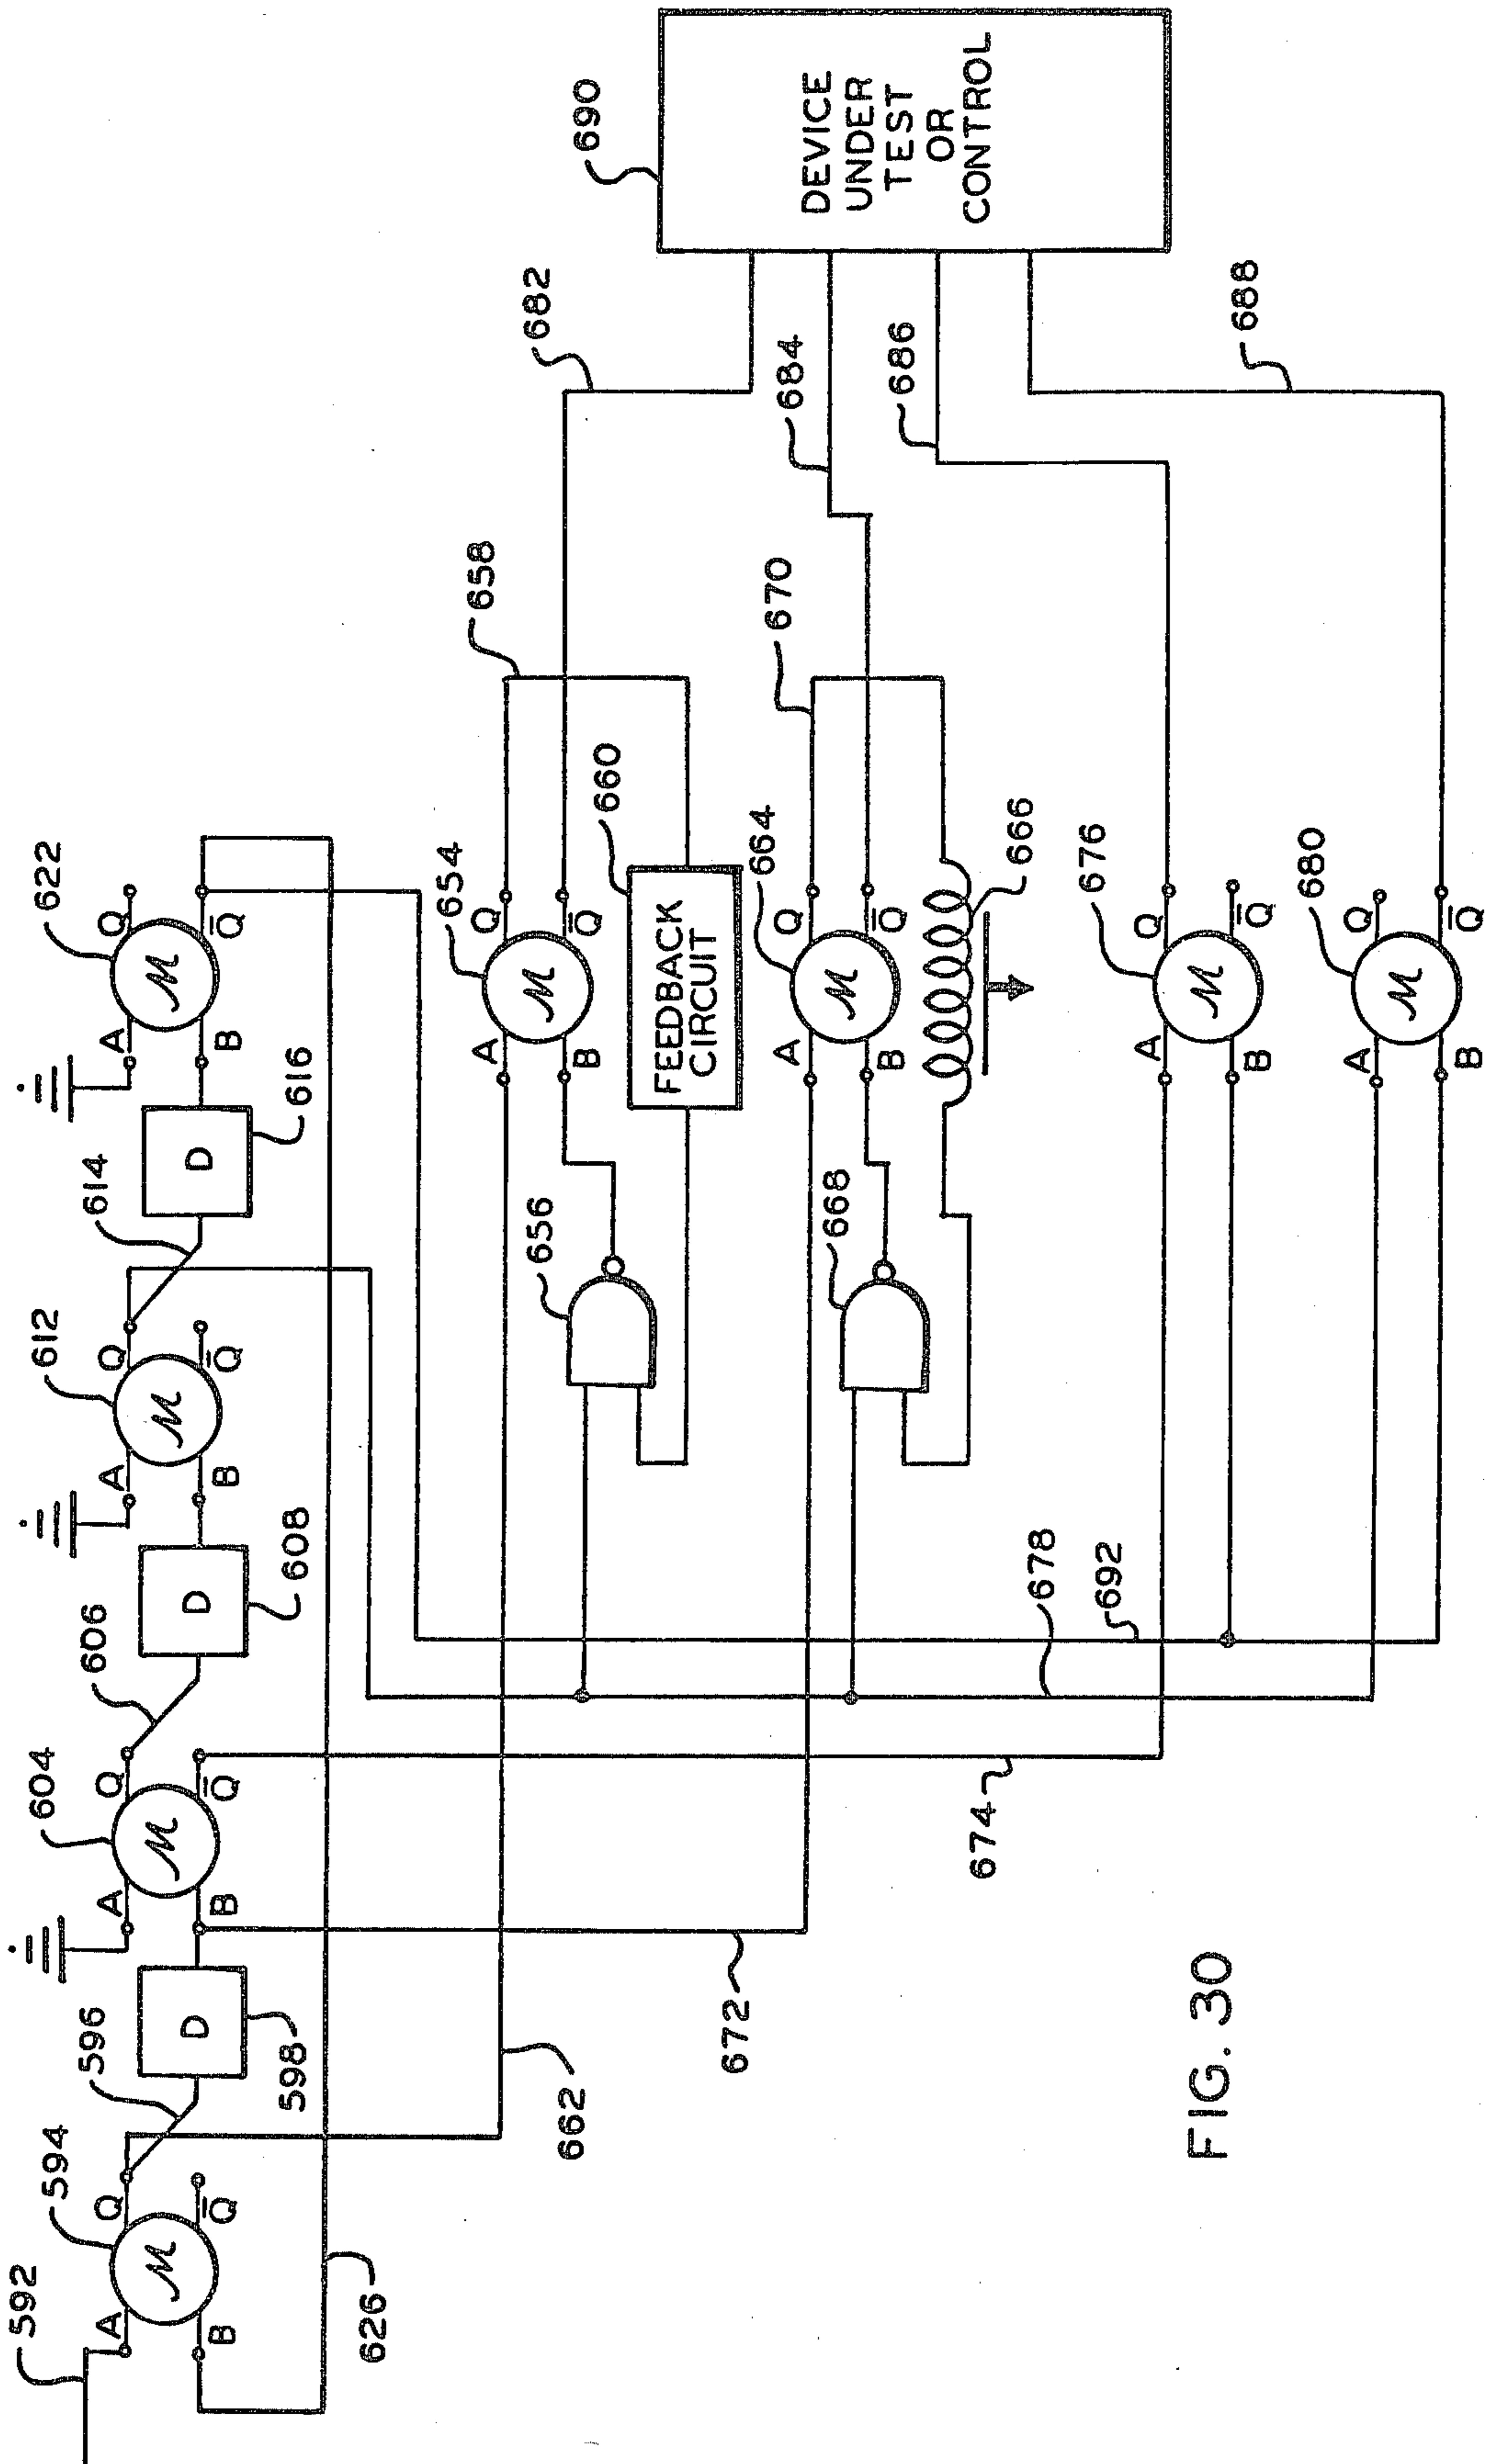 592
594
A
Q
ℳ
B
Q̅
596
D
598
604
A
Q
ℳ
B
Q̅
606
D
608
612
A
Q
ℳ
B
Q̅
614
D
616
622
A
Q
ℳ
B
Q̅
626
662
672
674
678
692
654
A
Q
ℳ
B
Q̅
656
658
660
FEEDBACK
CIRCUIT
664
A
Q
ℳ
B
Q̅
666
668
670
676
A
Q
ℳ
B
Q̅
680
A
Q
ℳ
B
Q̅
682
684
686
688
690
DEVICE
UNDER
TEST
OR
CONTROL
FIG. 30